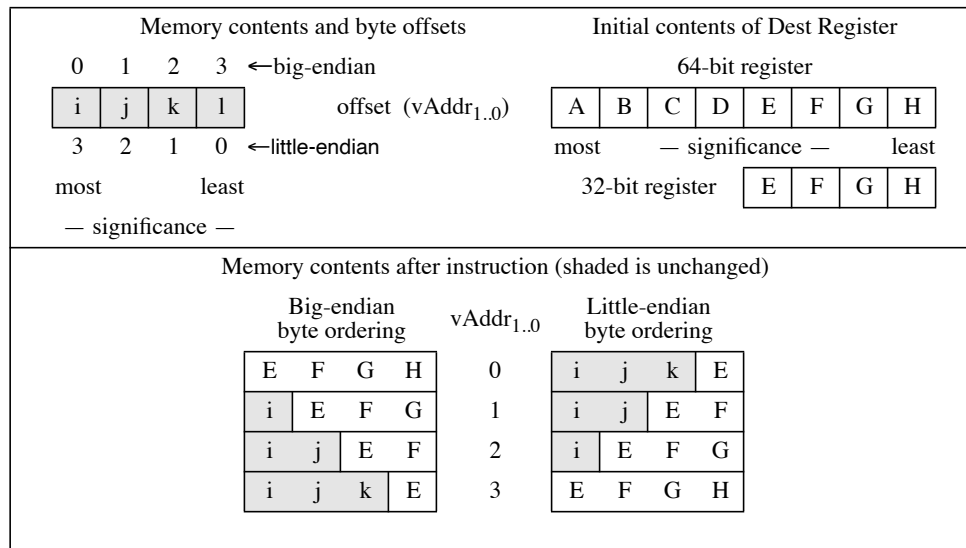 Memory contents and byte offsets
0 1 2 3 ←big-endian
i j k l offset (vAddr1..0)
3 2 1 0 ←little-endian
most least
— significance —
Initial contents of Dest Register
64-bit register
A B C D E F G H
most — significance — least
32-bit register E F G H
Memory contents after instruction (shaded is unchanged)
Big-endian
byte ordering
vAddr1..0
Little-endian
byte ordering
E F G H 0 i j k E
i E F G 1 i j E F
i j E F 2 i E F G
i j k E 3 E F G H